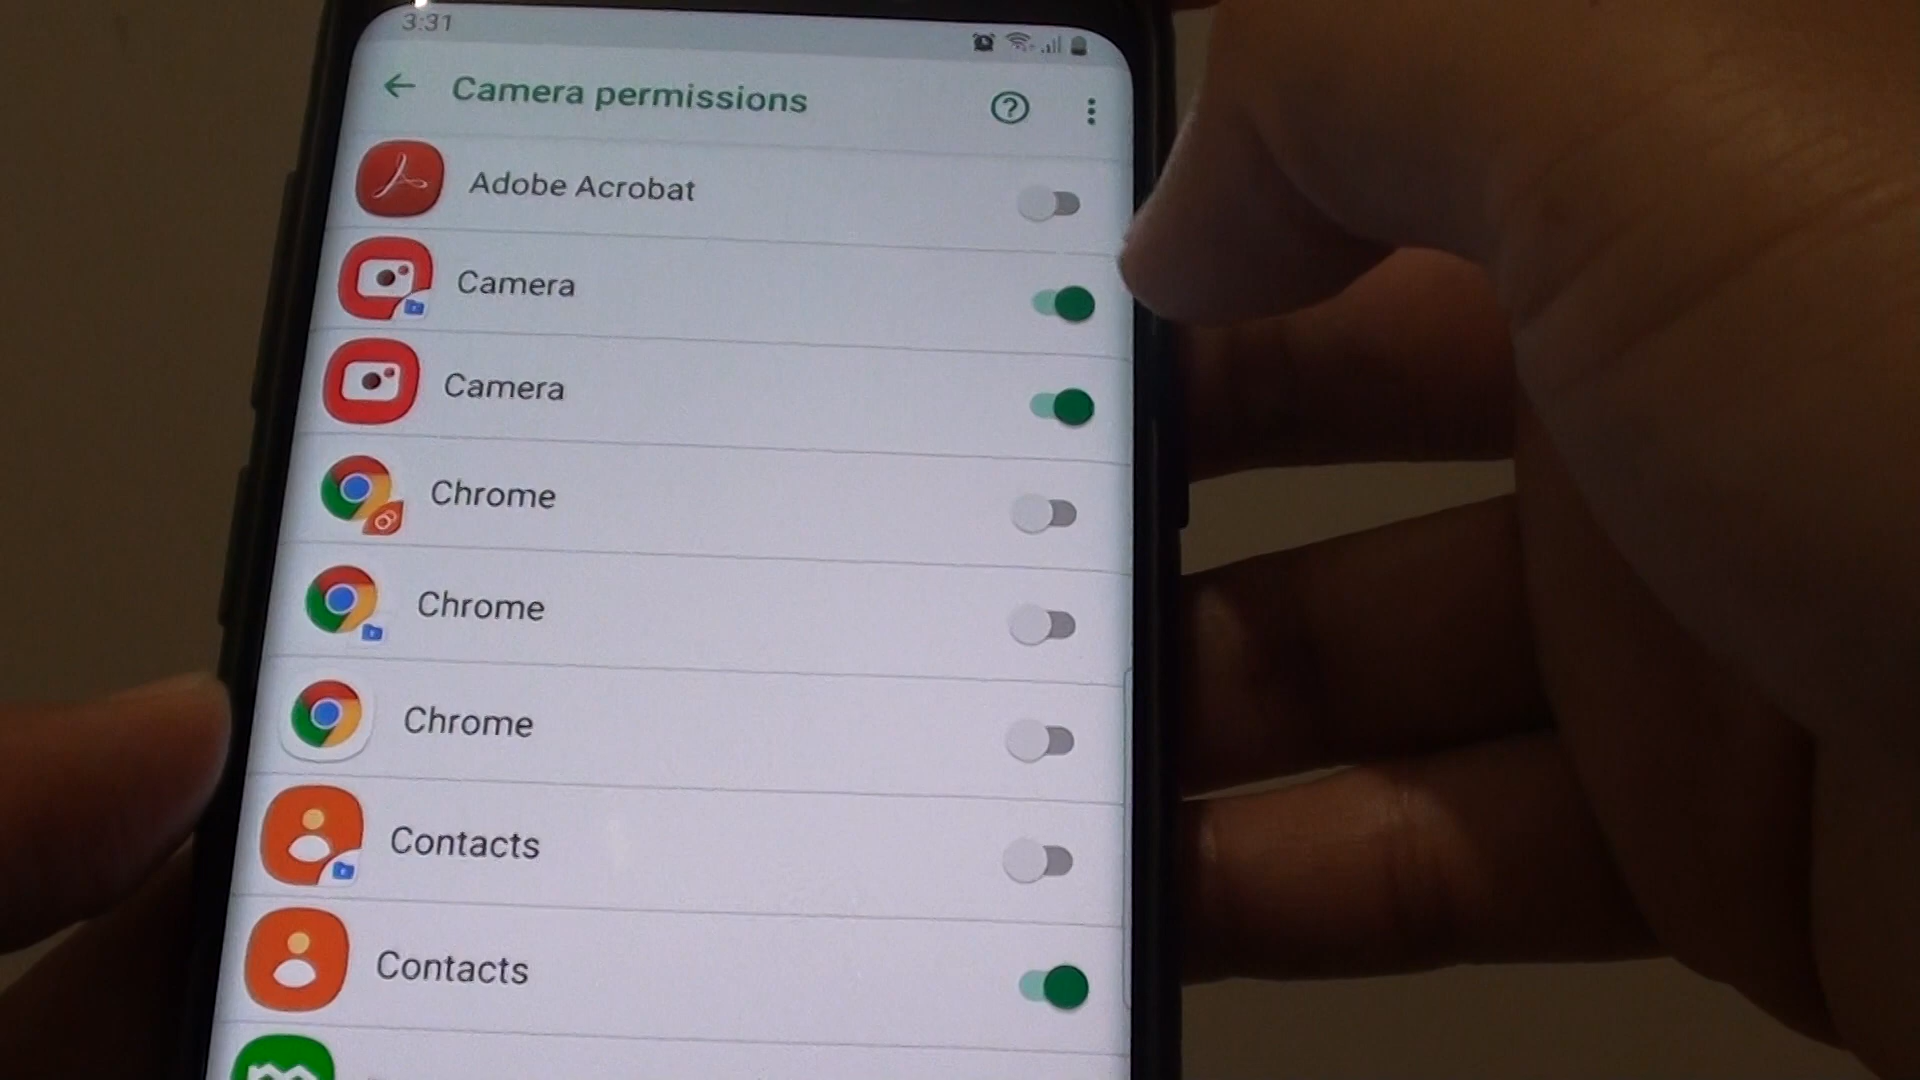 3:31
Camera permissions
Adobe Acrobat
Camera
Camera
Chrome
Chrome
Chrome
Contacts
Contacts